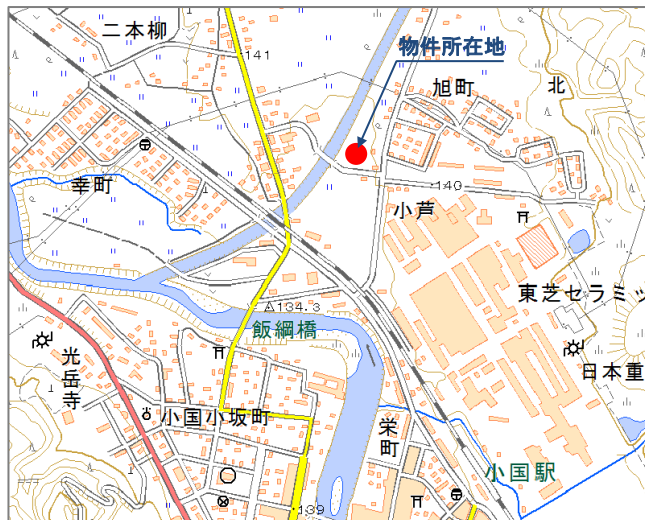 二本柳
141
物件所在地
旭町
北
幸町
140
小芦
東芝セラミッ
134.3
飯綱橋
光岳寺
日本重
小国小坂町
栄町
小国駅
139